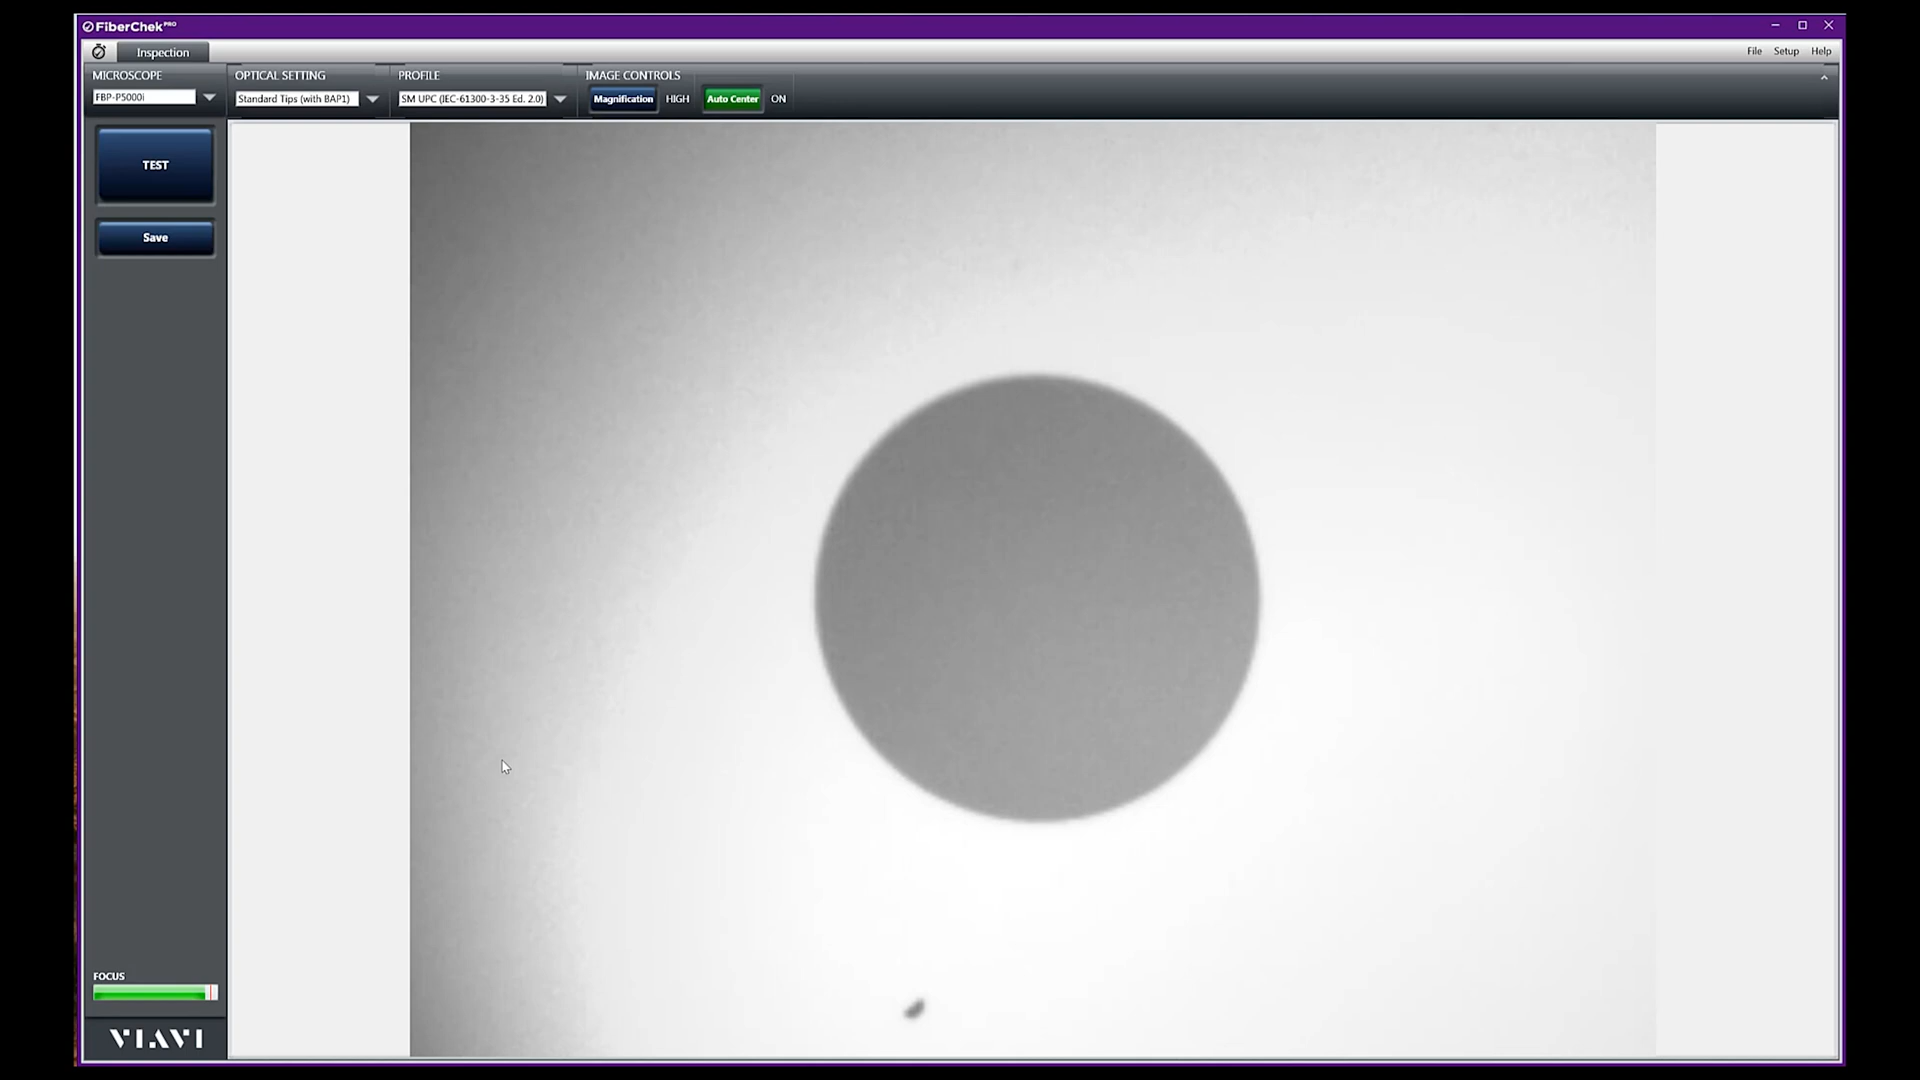 FiberChek PRO
Inspection
File Setup Help
MICROSCOPE
OPTICAL SETTING
PROFILE
IMAGE CONTROLS
FBP-P5000i
Standard Tips (with BAP1)
SM UPC (IEC-61300-3-35 Ed. 2.0)
Magnification HIGH
Auto Center ON
TEST
Save
FOCUS
VIAVI